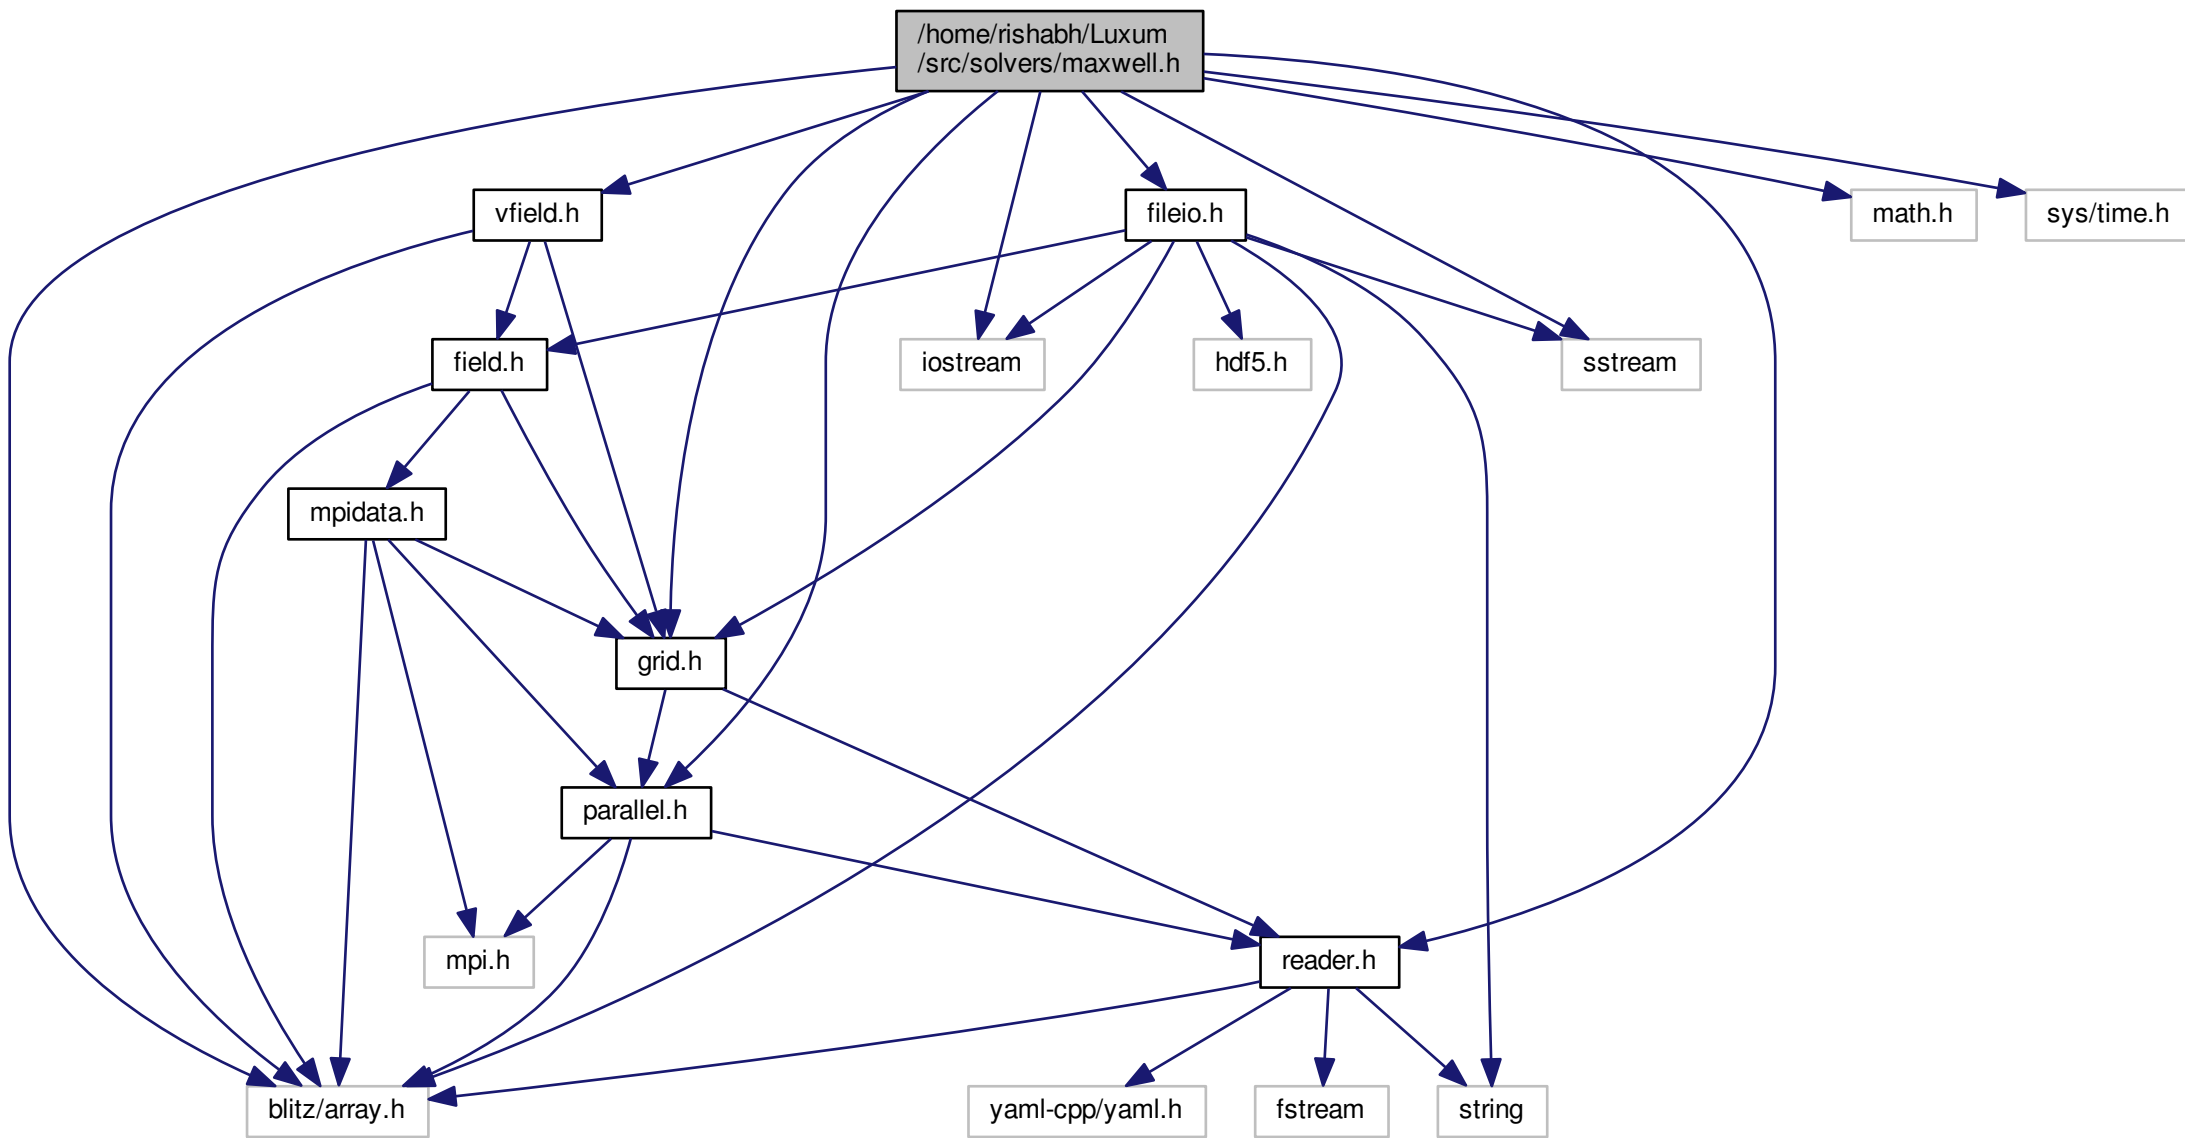 /home/rishabh/Luxum
/src/solvers/maxwell.h
vfield.h
fileio.h
math.h
sys/time.h
field.h
iostream
hdf5.h
sstream
mpidata.h
grid.h
parallel.h
mpi.h
reader.h
blitz/array.h
yaml-cpp/yaml.h
fstream
string